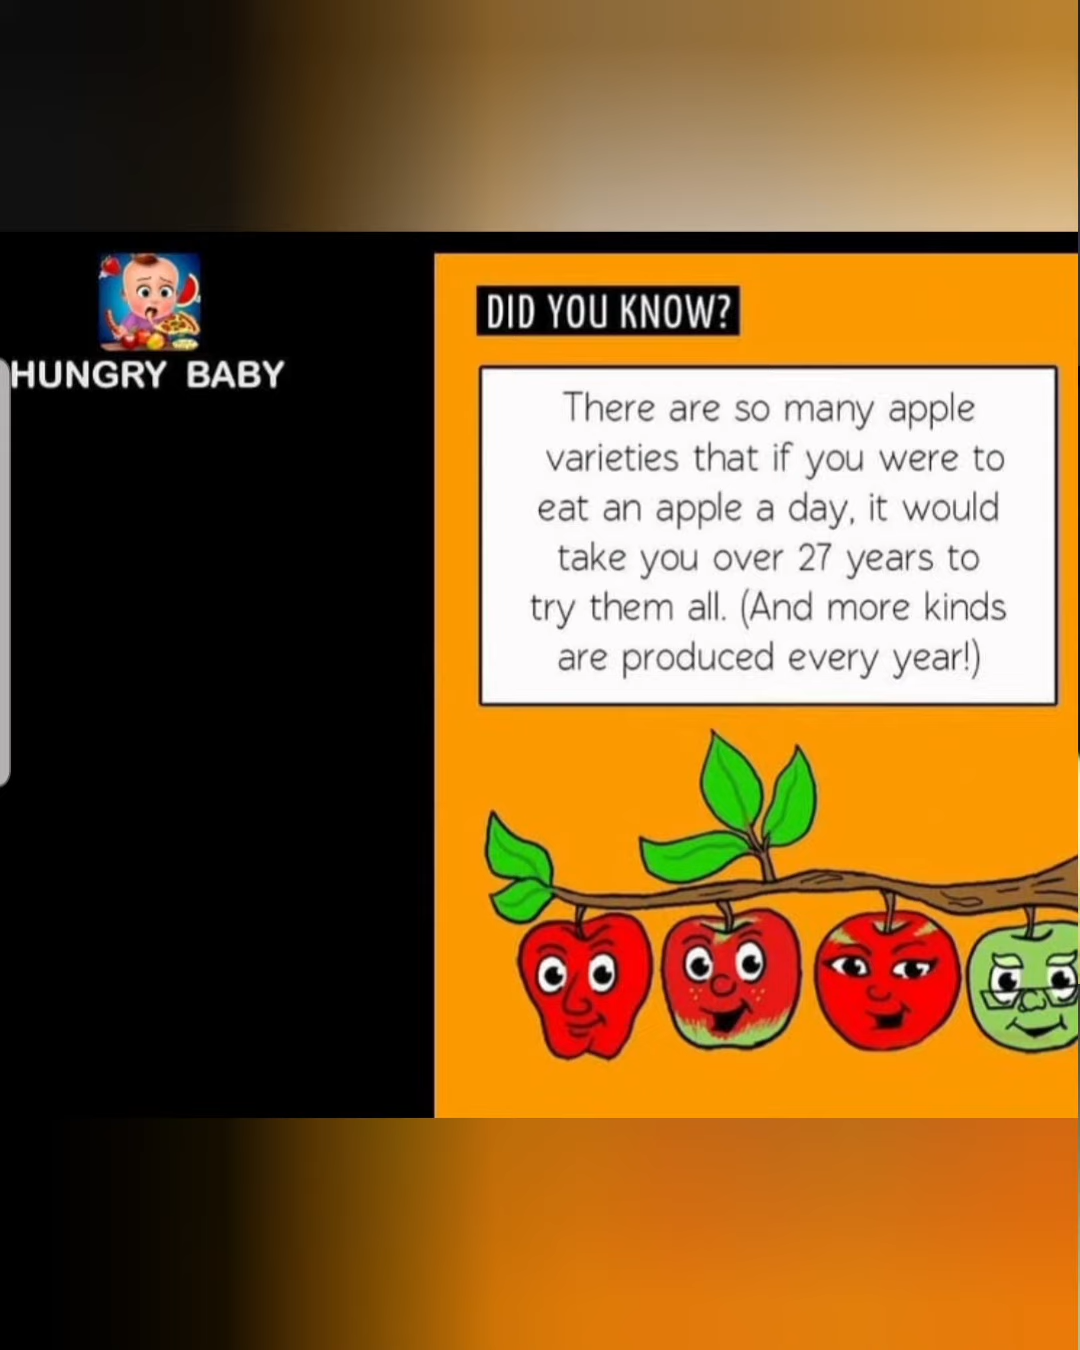 HUNGRY BABY
DID YOU KNOW?
There are so many apple
varieties that if you were to
eat an apple a day, it would
take you over 27 years to
try them all. (And more kinds
are produced every year!)